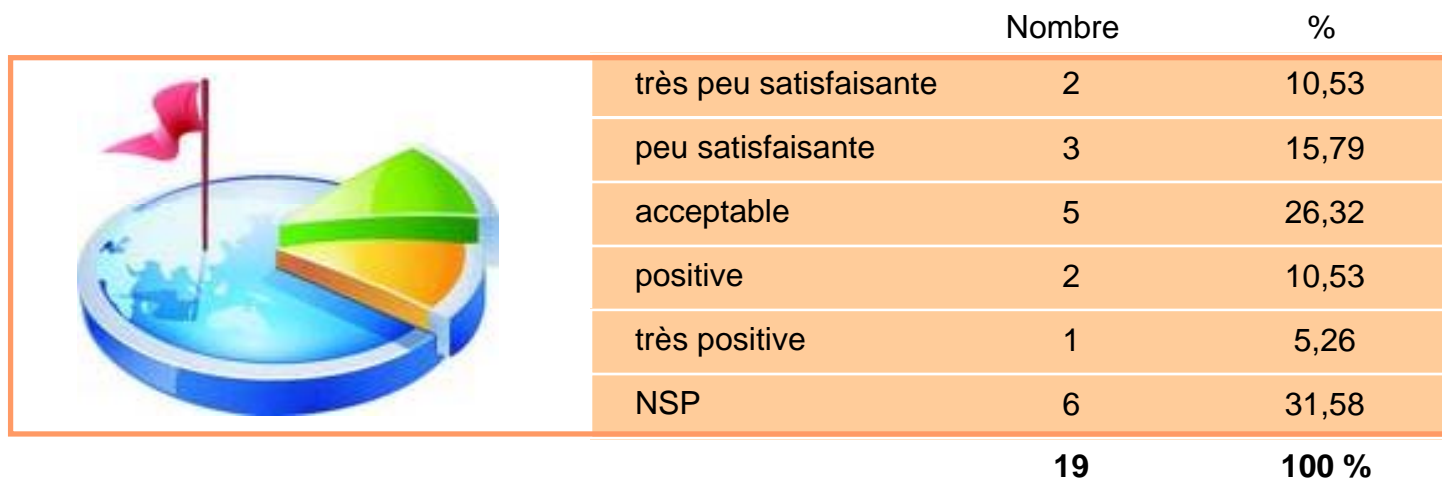 Nombre %
très peu satisfaisante 2 10,53
peu satisfaisante 3 15,79
acceptable 5 26,32
positive 2 10,53
très positive 1 5,26
NSP 6 31,58
19 100 %